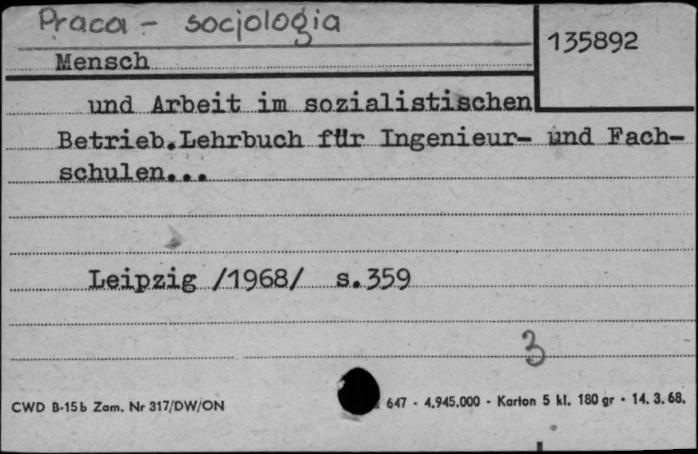 Praca - socjologia
135892
Mensch
und Arbeit im sozialistischen
Betrieb.Lehrbuch für Ingenieur- und Fach-
schulen...
Leipzig /1968/ s.359
3
CWD B-15b Zam. Nr 317/DW/ON
647 - 4.945.000 - Karton 5 kl. 180 gr - 14. 3. 68.